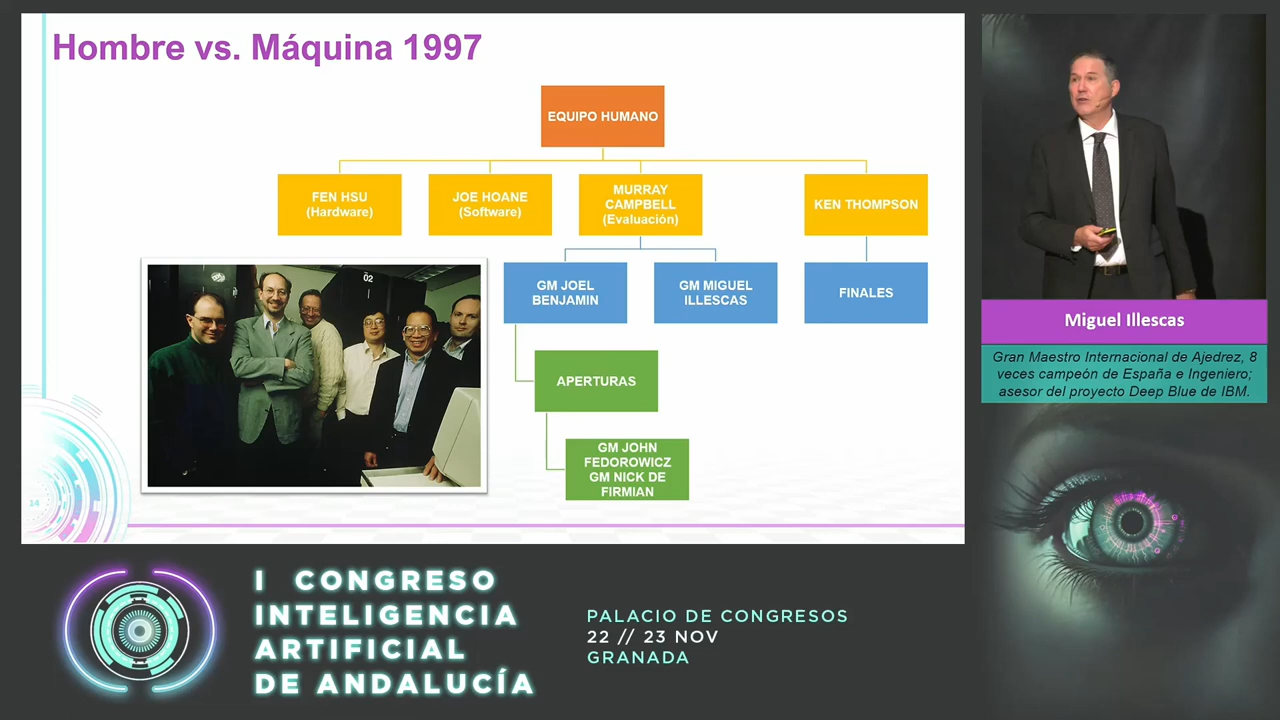 Hombre vs. Máquina 1997
EQUIPO HUMANO
FEN HSU
(Hardware)
JOE HOANE
(Software)
MURRAY
CAMPBELL
(Evaluación)
KEN THOMPSON
GM JOEL
BENJAMIN
GM MIGUEL
ILLESCAS
FINALES
APERTURAS
GM JOHN
FEDOROWICZ
GM NICK DE
FIRMIAN
02
14
Miguel Illescas
Gran Maestro Internacional de Ajedrez, 8
veces campeón de España e Ingeniero;
asesor del proyecto Deep Blue de IBM.
I CONGRESO
INTELIGENCIA
ARTIFICIAL
DE ANDALUCÍA
PALACIO DE CONGRESOS
22 // 23 NOV
GRANADA